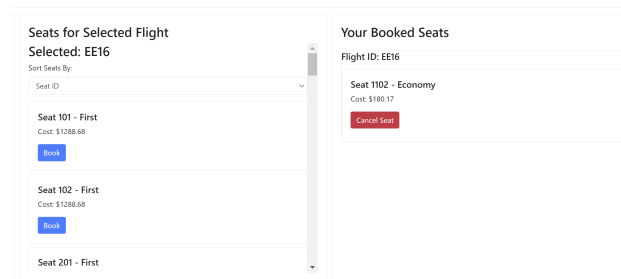 Seats for Selected Flight
Selected: EE16
Sort Seats By:
Seat ID
Seat 101 - First
Cost: $1288.68
Book
Seat 102 - First
Cost: $1288.68
Book
Seat 201 - First
Your Booked Seats
Flight ID: EE16
Seat 1102 - Economy
Cost: $180.17
Cancel Seat